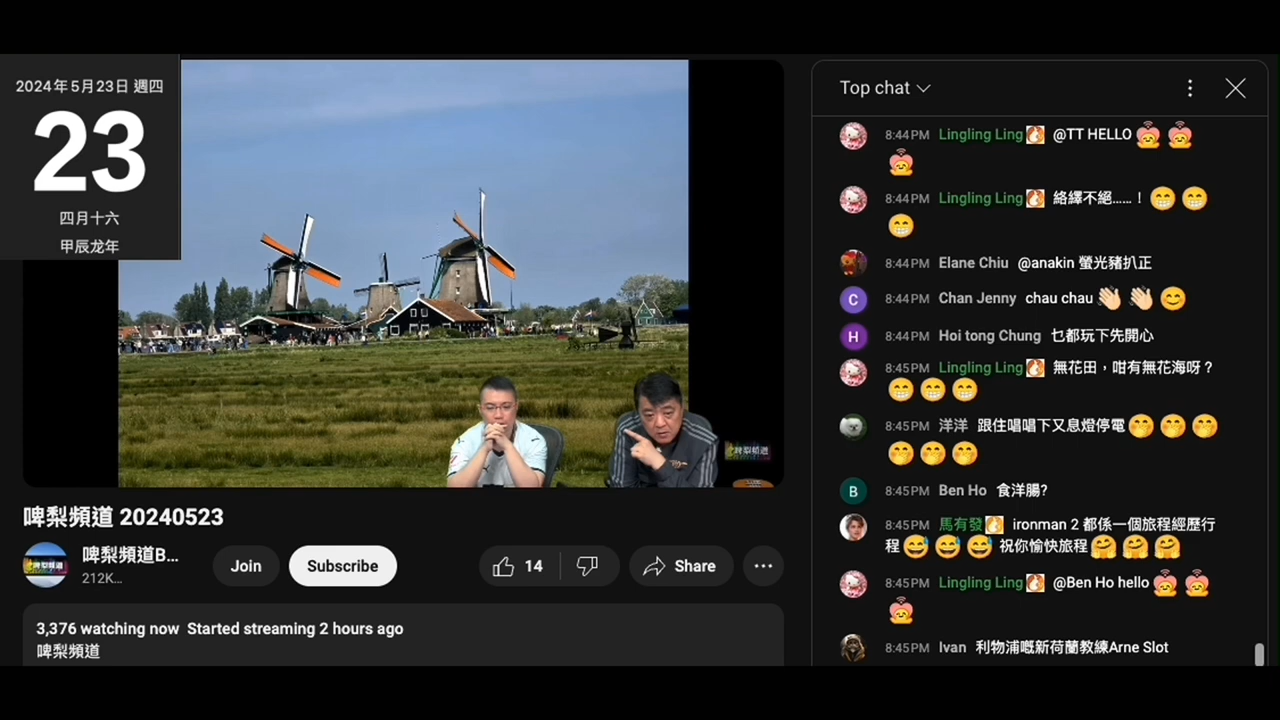 2024年5月23日 週四
23
四月十六
甲辰龙年
啤梨頻道
啤梨頻道 20240523
啤梨頻道B...
212K...
Join
Subscribe
14
Share
3,376 watching now Started streaming 2 hours ago
啤梨頻道
Top chat
8:44PM Lingling Ling @TT HELLO
8:44PM Lingling Ling 絡繹不絕......！
8:44PM Elane Chiu @anakin 螢光豬扒正
C
8:44PM Chan Jenny chau chau
H
8:44PM Hoi tong Chung 乜都玩下先開心
8:45PM Lingling Ling 無花田，咁有無花海呀？
8:45PM 洋洋 跟住唱唱下又息燈停電
B
8:45PM Ben Ho 食洋腸?
8:45PM 馬有發 ironman 2 都係一個旅程經歷行
程 祝你愉快旅程
8:45PM Lingling Ling @Ben Ho hello
8:45PM Ivan 利物浦嘅新荷蘭教練Arne Slot